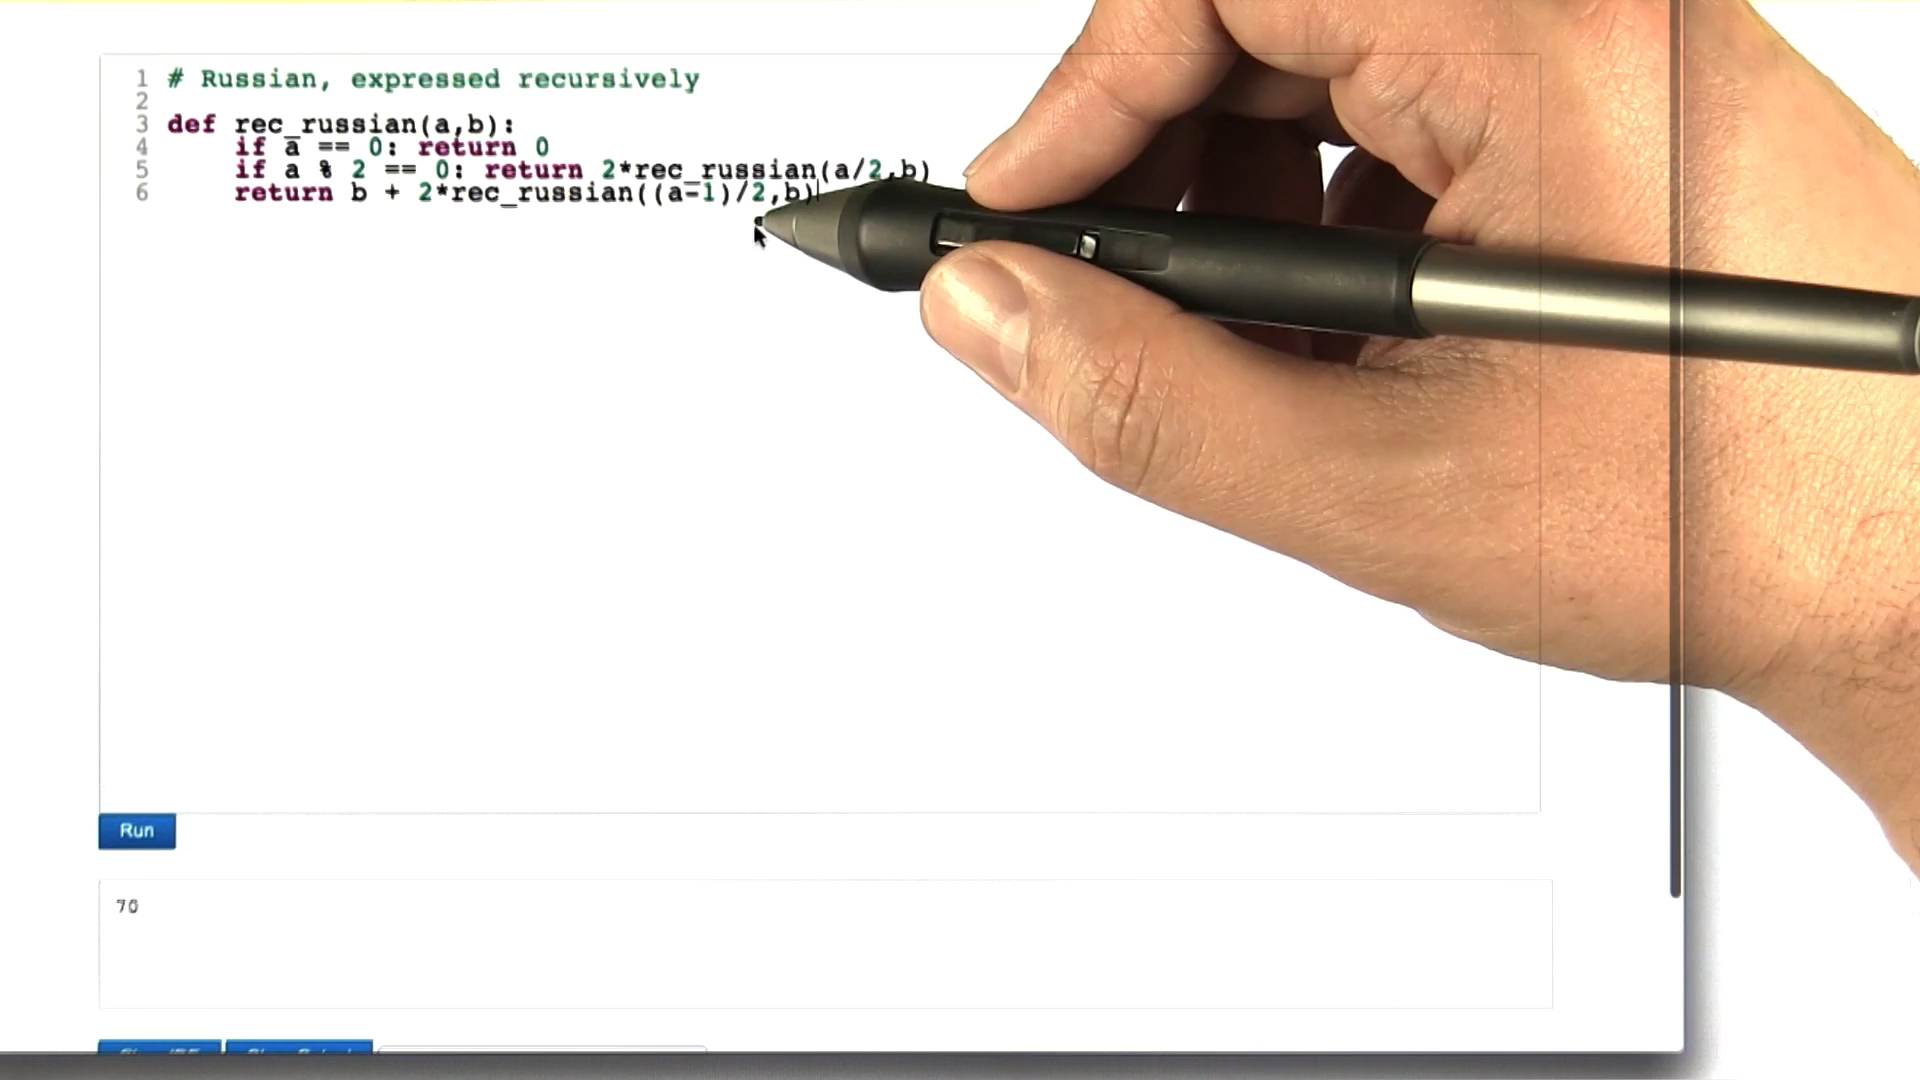 1 # Russian, expressed recursively
2
3 def rec_russian(a,b):
4 if a == 0: return 0
5 if a % 2 == 0: return 2*rec_russian(a/2,b)
6 return b + 2*rec_russian((a-1)/2,b)
Run
70